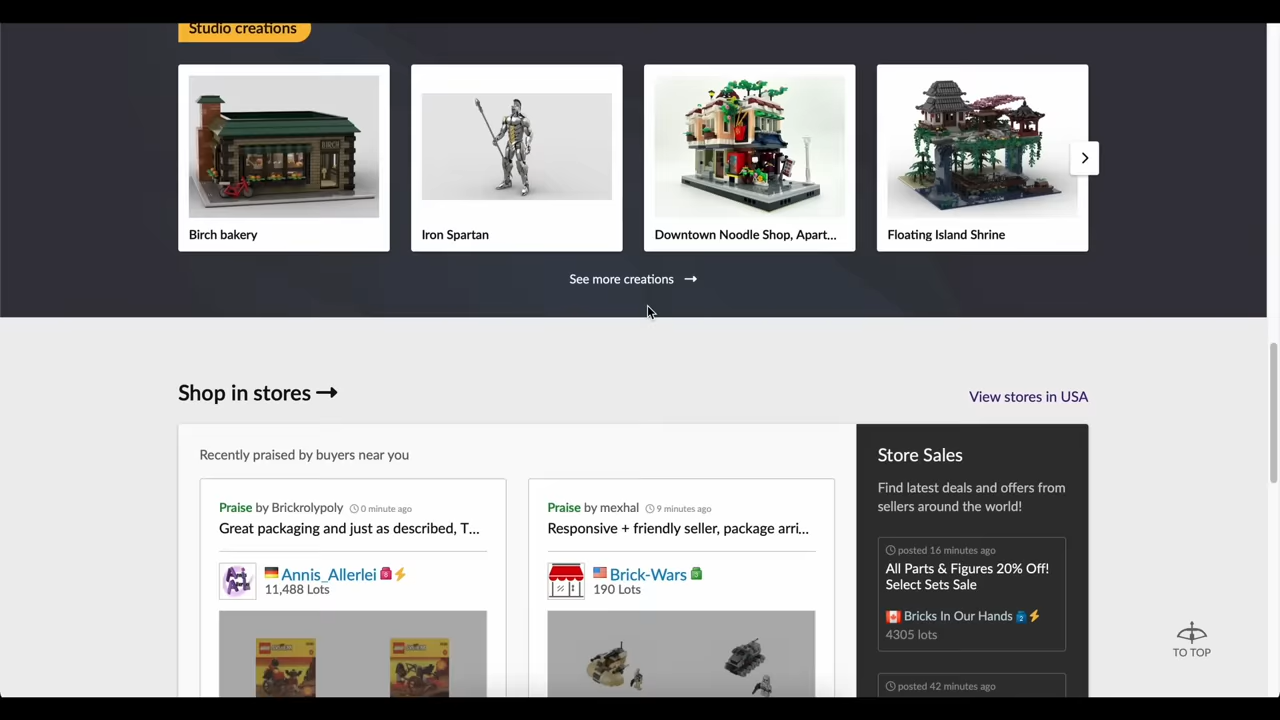 Studio creations
BIRCH
Birch bakery
Iron Spartan
Downtown Noodle Shop, Apart...
Floating Island Shrine
See more creations →
Shop in stores →
View stores in USA
Recently praised by buyers near you
Praise by Brickrolypoly 0 minute ago
Great packaging and just as described, T...
Annis_Allerlei
11,488 Lots
Praise by mexhal 9 minutes ago
Responsive + friendly seller, package arri...
Brick-Wars
190 Lots
Store Sales
Find latest deals and offers from
sellers around the world!
posted 16 minutes ago
All Parts & Figures 20% Off!
Select Sets Sale
Bricks In Our Hands
4305 lots
posted 42 minutes ago
TO TOP